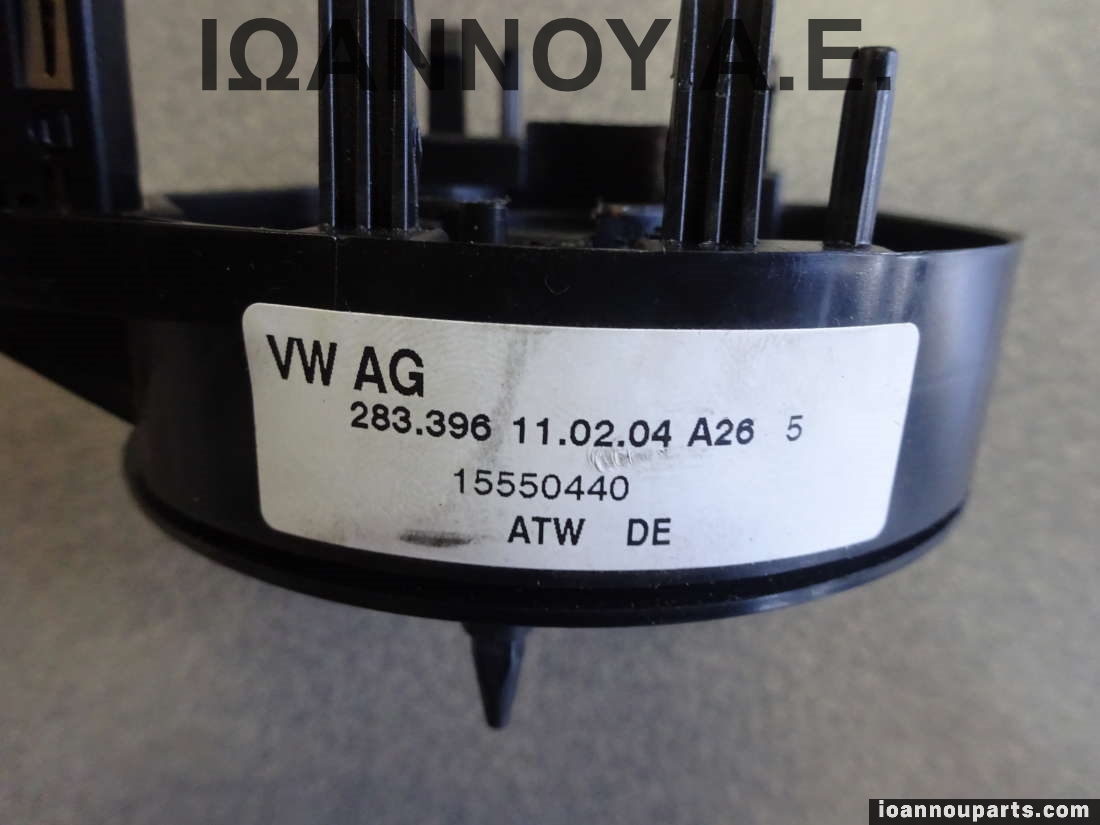 ΙΩΑΝΝΟΥ Α.Ε.
VW AG
283.396 11.02.04 A26 5
15550440
ATW DE
ioannouparts.com